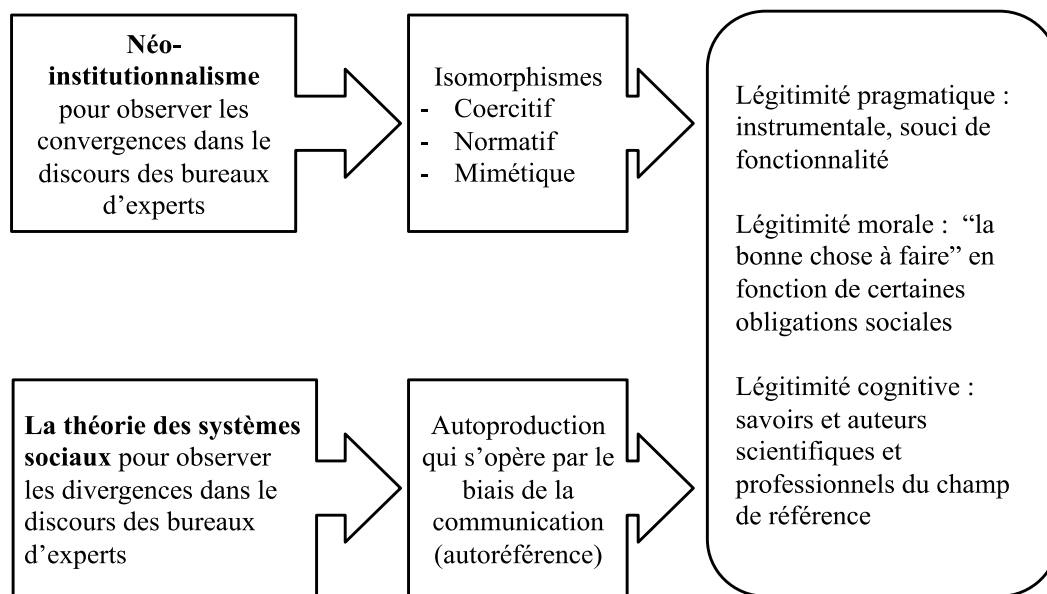 Néo-
institutionnalisme
pour observer les
convergences dans le
discours des bureaux
d’experts
Isomorphismes
- Coercitif
- Normatif
- Mimétique
Légitimité pragmatique :
instrumentale, souci de
fonctionnalité
Légitimité morale : “la
bonne chose à faire” en
fonction de certaines
obligations sociales
Légitimité cognitive :
savoirs et auteurs
scientifiques et
professionnels du champ
de référence
La théorie des systèmes
sociaux pour observer
les divergences dans le
discours des bureaux
d’experts
Autoproduction
qui s’opère par le
biais de la
communication
(autoréférence)